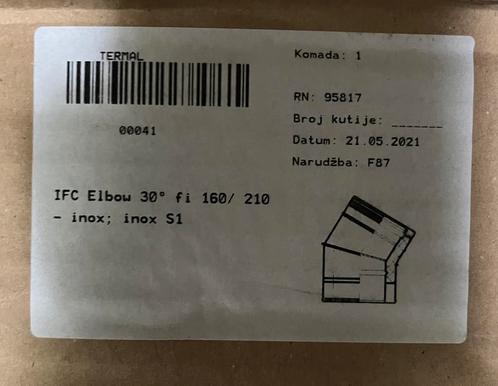 TERMAL
00041
Komada: 1
RN: 95817
Broj kutije: _______
Datum: 21.05.2021
Narudžba: F87
IFC Elbow 30° fi 160/ 210
- inox; inox S1